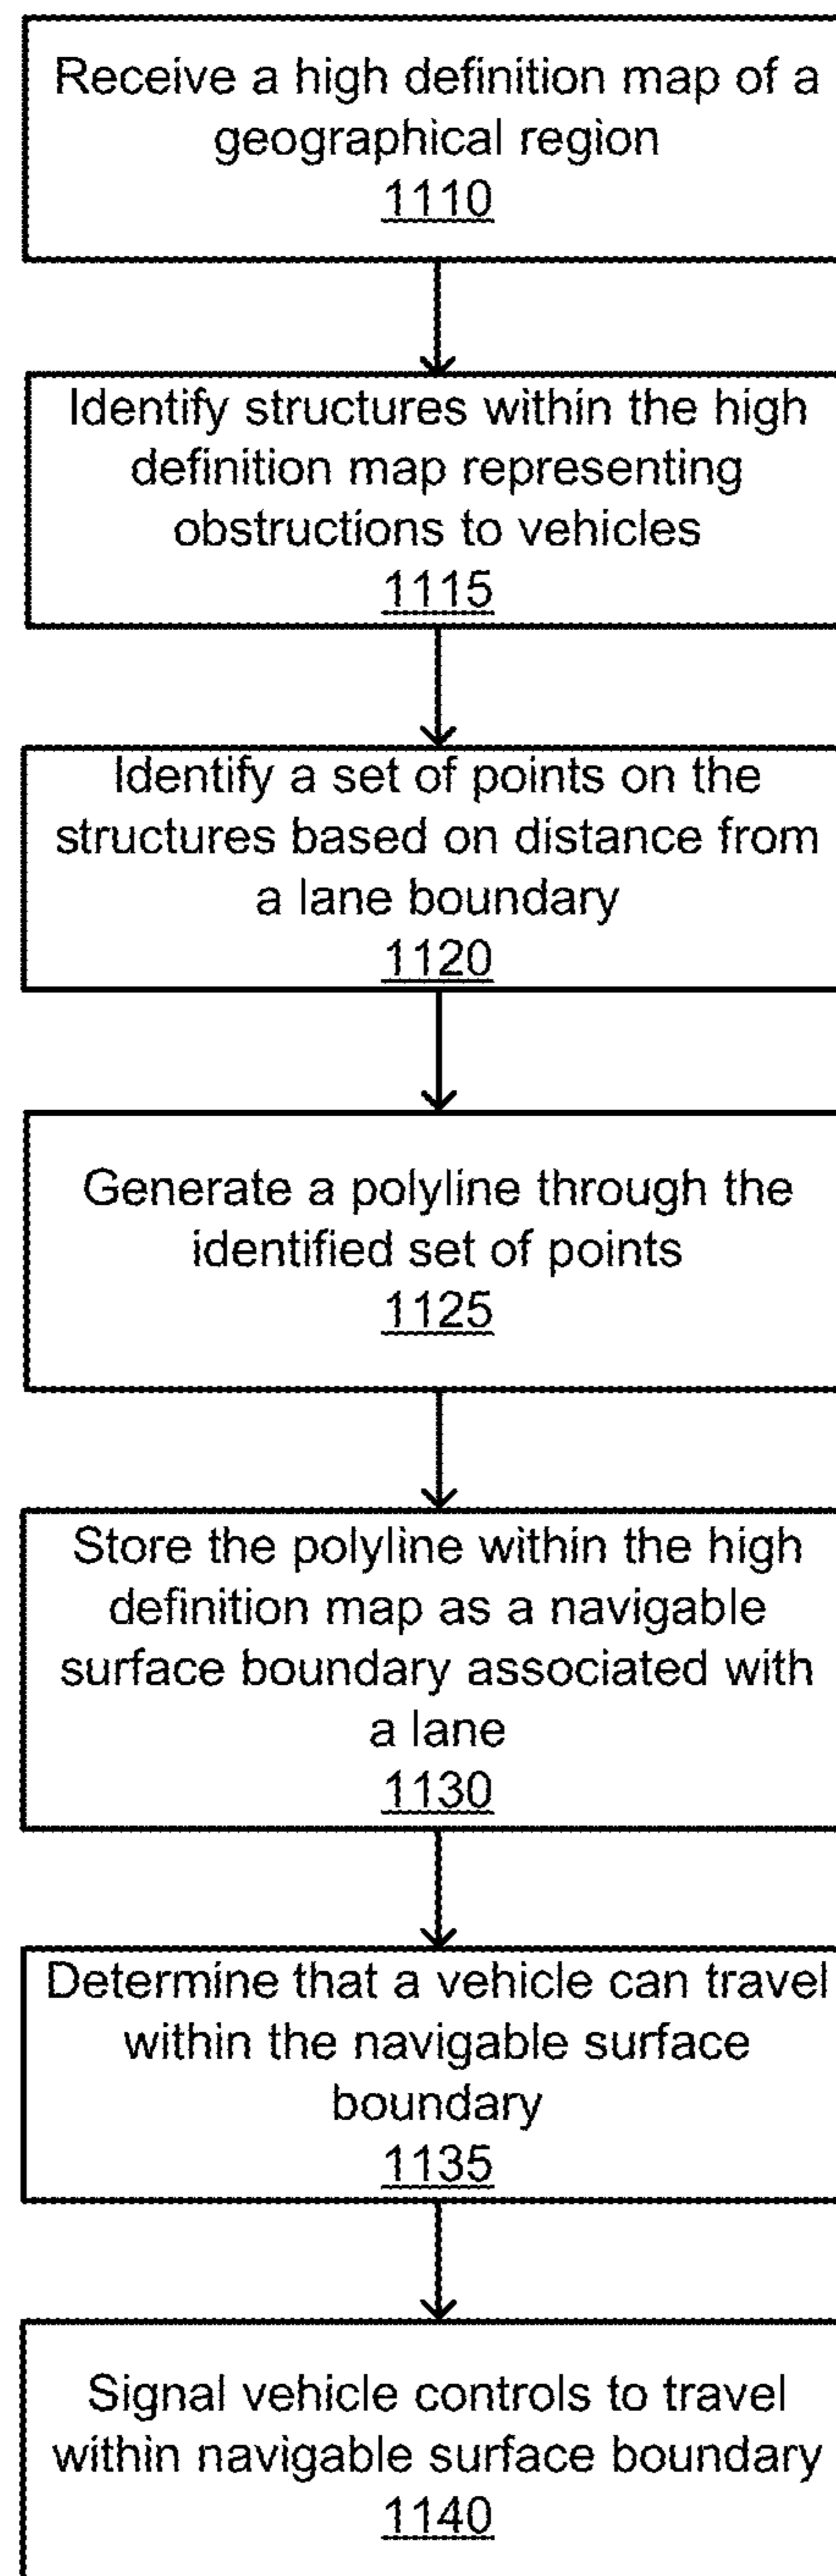 Receive a high definition map of a
geographical region
1110
Identify structures within the high
definition map representing
obstructions to vehicles
1115
Identify a set of points on the
structures based on distance from
a lane boundary
1120
Generate a polyline through the
identified set of points
1125
Store the polyline within the high
definition map as a navigable
surface boundary associated with
a lane
1130
Determine that a vehicle can travel
within the navigable surface
boundary
1135
Signal vehicle controls to travel
within navigable surface boundary
1140